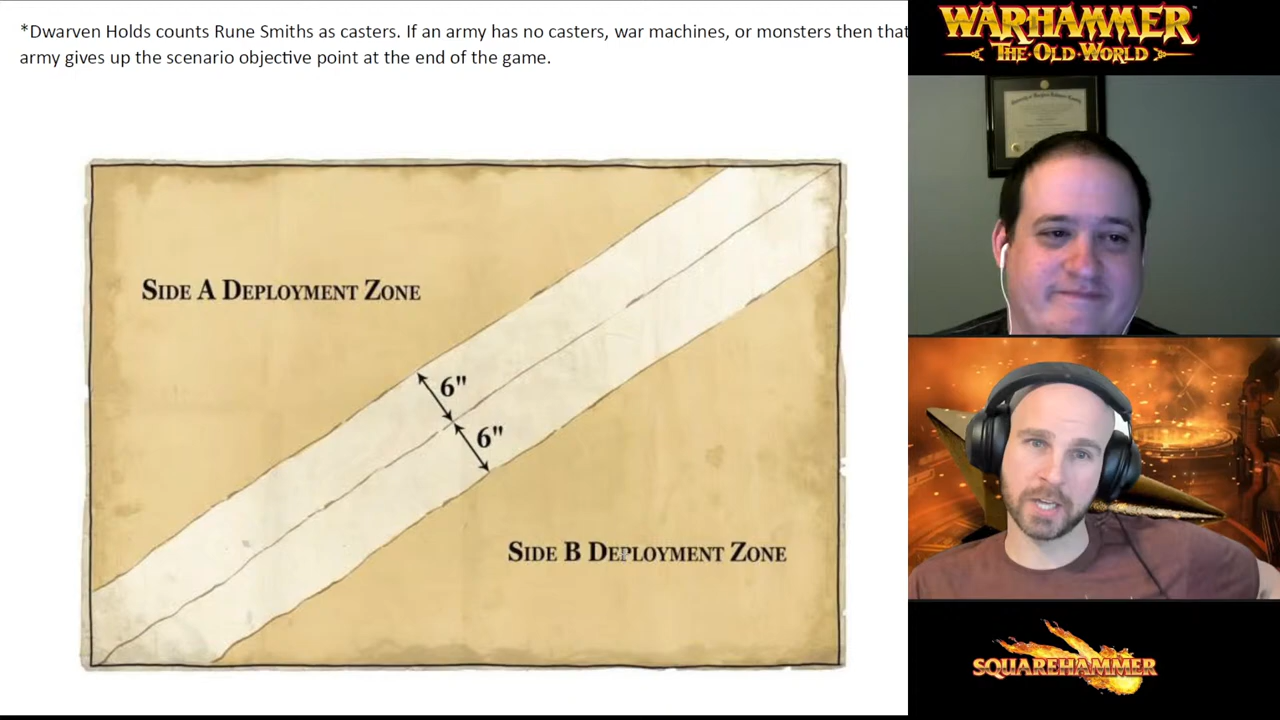 *Dwarven Holds counts Rune Smiths as casters. If an army has no casters, war machines, or monsters then that
army gives up the scenario objective point at the end of the game.
WARHAMMER
THE·OLD·WORLD
SIDE A DEPLOYMENT ZONE
6"
6"
SIDE B DEPLOYMENT ZONE
SQUAREHAMMER